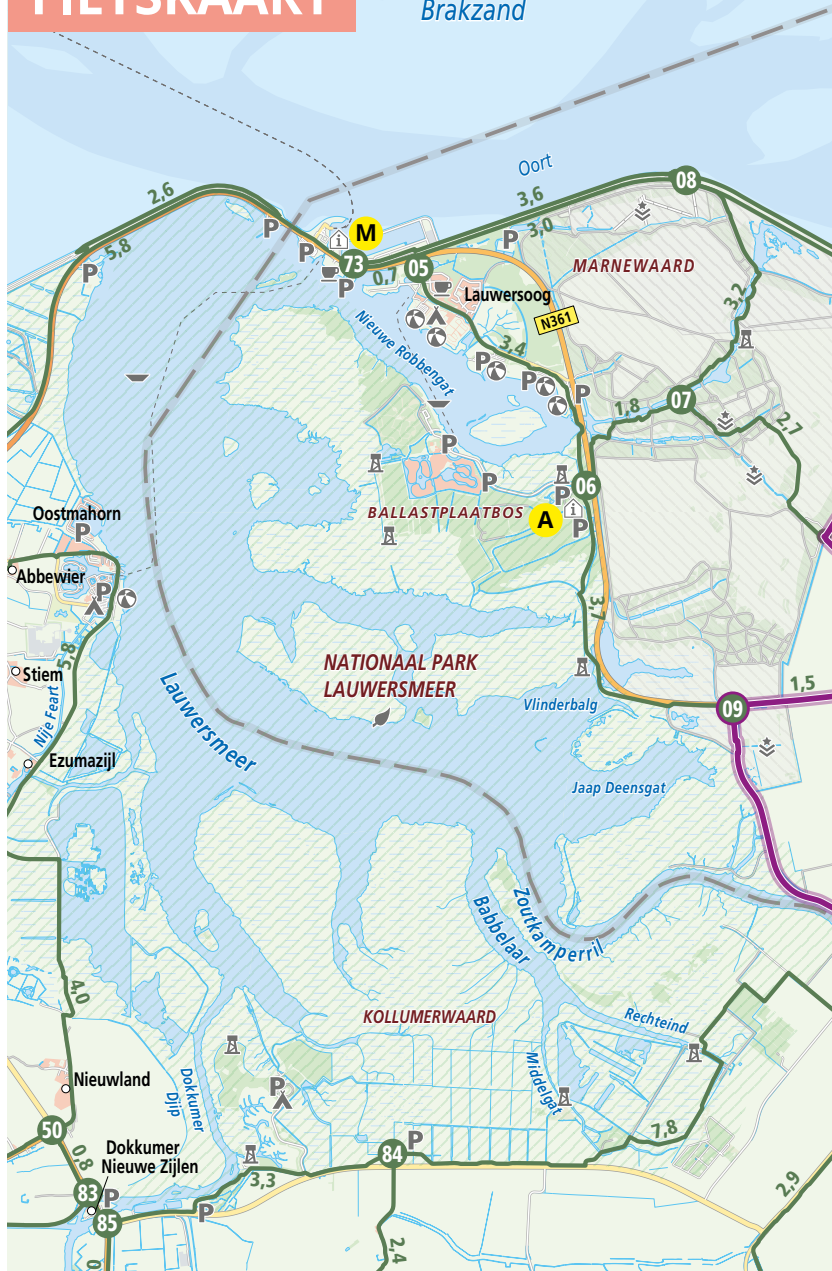 FIETSKAART
Brakzand
Oort
2,6
5,8
M
73
0,7
05
3,6
3,0
08
MARNEWAARD
Lauwersoog
N361
3,2
Nieuwe Robbengat
3,4
P
P
P
P
P
P
P
P
1,8
07
2,7
P
P
P
P
06
BALLASTPLAATBOS
A
Oostmahorn
P
Abbewier
P
3,7
5,8
Stiem
Nije Feart
NATIONAAL PARK
LAUWERSMEER
Vlinderbalg
1,5
09
Lauwersmeer
Ezumazijl
Jaap Deensgat
Zoutkamperril
Babbelaar
4,0
KOLLUMERWAARD
Rechteind
Nieuwland
Dokkumer
Djip
P
Middelgat
50
0,8
Dokkumer
Nieuwe Zijlen
84
P
7,8
83
P
85
3,3
P
2,4
2,9